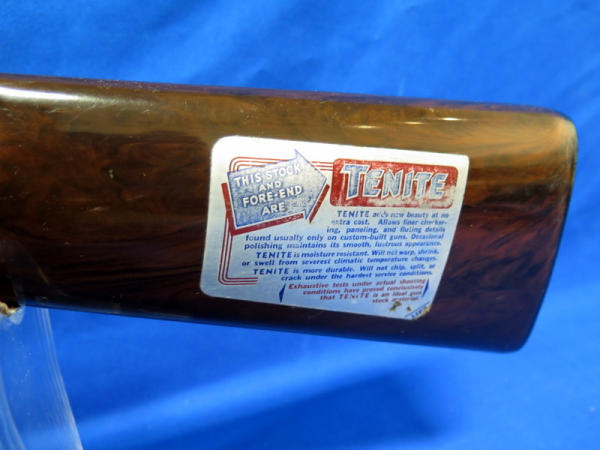 THIS STOCK
AND
FORE-END
ARE
TENITE
TENITE adds new beauty at no
extra cost. Allows finer checker-
ing, paneling, and fluting details
found usually only on custom-built guns. Occasional
polishing maintains its smooth, lustrous appearance.
TENITE is moisture resistant. Will not warp, shrink,
or swell from severest climatic temperature changes.
TENITE is more durable. Will not chip, split, or
crack under the hardest service conditions.
Exhaustive tests under actual shooting
conditions have proved conclusively
that TENITE is an ideal gun
stock material.